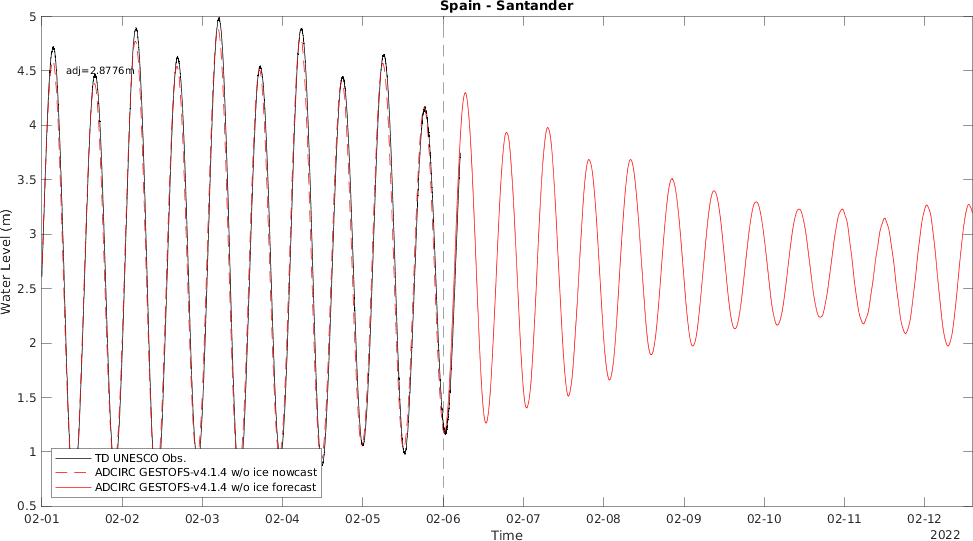 Spain - Santander
5
4.5
4
3.5
3
2.5
2
1.5
1
0.5
Water Level (m)
adj=2.8776m
TD UNESCO Obs.
ADCIRC GESTOFS-v4.1.4 w/o ice nowcast
ADCIRC GESTOFS-v4.1.4 w/o ice forecast
02-01 02-02 02-03 02-04 02-05 02-06 02-07 02-08 02-09 02-10 02-11 02-12
Time
2022